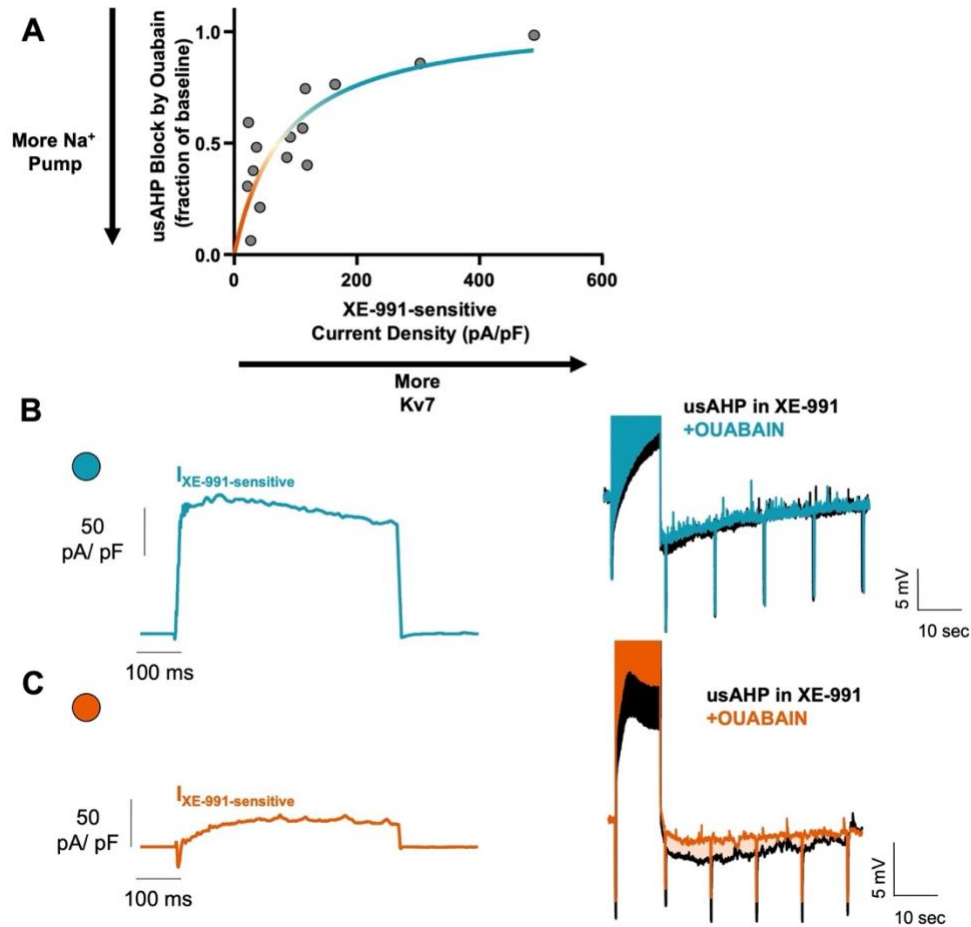 A
More Na+
Pump
usAHP Block by Ouabain
(fraction of baseline)
1.0
0.5
0.0
0
200
400
600
XE-991-sensitive
Current Density (pA/pF)
More
Kv7
B
50
pA/ pF
IXE-991-sensitive
100 ms
usAHP in XE-991
+OUABAIN
5 mV
10 sec
C
50
pA/ pF
IXE-991-sensitive
100 ms
usAHP in XE-991
+OUABAIN
5 mV
10 sec